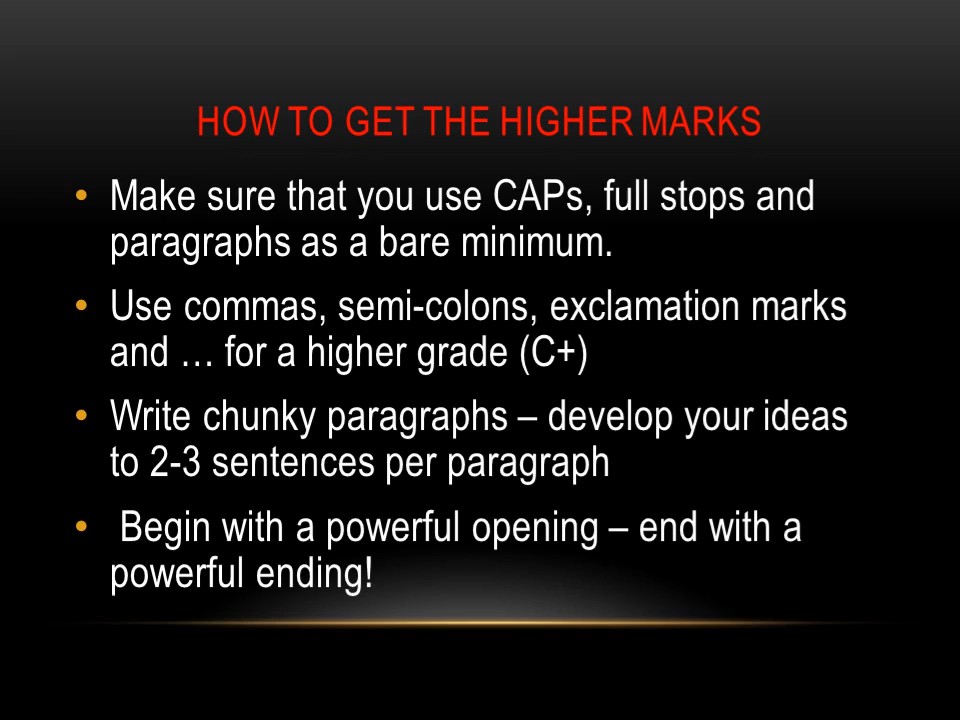 HOW TO GET THE HIGHER MARKS
• Make sure that you use CAPs, full stops and
paragraphs as a bare minimum.
• Use commas, semi-colons, exclamation marks
and … for a higher grade (C+)
• Write chunky paragraphs – develop your ideas
to 2-3 sentences per paragraph
• Begin with a powerful opening – end with a
powerful ending!